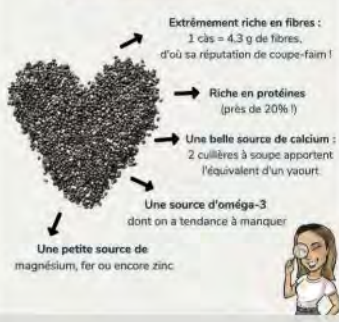 Extrêmement riche en fibres :
1 càs = 4,3 g de fibres,
d'où sa réputation de coupe-faim !
Riche en protéines
(près de 20% !)
Une belle source de calcium :
2 cuillères à soupe apportent
l'équivalent d'un yaourt
Une source d'oméga-3
dont on a tendance à manquer
Une petite source de
magnésium, fer ou encore zinc